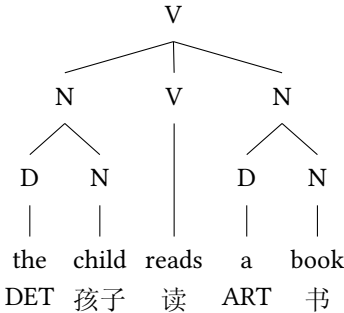 V
N V N
D N D N
the child reads a book
DET 孩子 读 ART 书